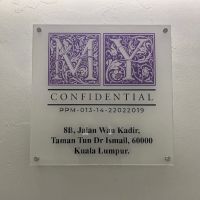 MY
CONFIDENTIAL
PPM-013-14-22022019
8B, Jalan Wan Kadir,
Taman Tun Dr Ismail, 60000
Kuala Lumpur.